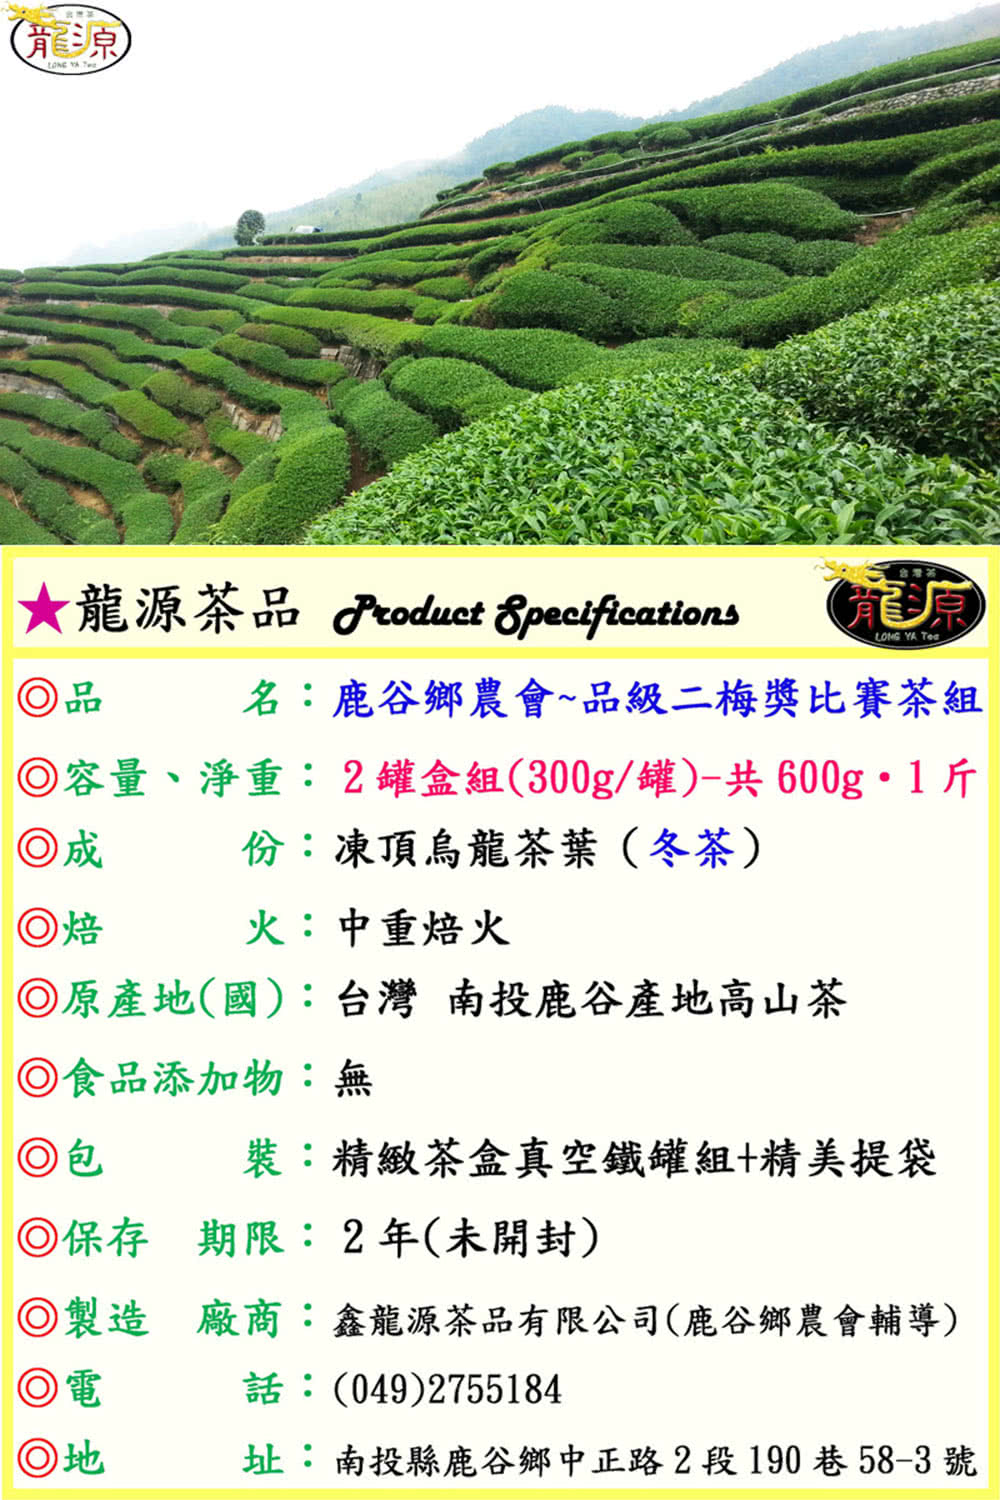 台灣茶
龍源
LONG YA Tea
★龍源茶品 Product Specifications
台灣茶
龍源
LONG YA Tea
◎品名：鹿谷鄉農會~品級二梅獎比賽茶組
◎容量、淨重：2罐盒組(300g/罐)-共600g·1斤
◎成份：凍頂烏龍茶葉（冬茶）
◎焙火：中重焙火
◎原產地(國)：台灣 南投鹿谷產地高山茶
◎食品添加物：無
◎包裝：精緻茶盒真空鐵罐組+精美提袋
◎保存期限：2年(未開封)
◎製造廠商：鑫龍源茶品有限公司(鹿谷鄉農會輔導)
◎電話：(049)2755184
◎地址：南投縣鹿谷鄉中正路2段190巷58-3號